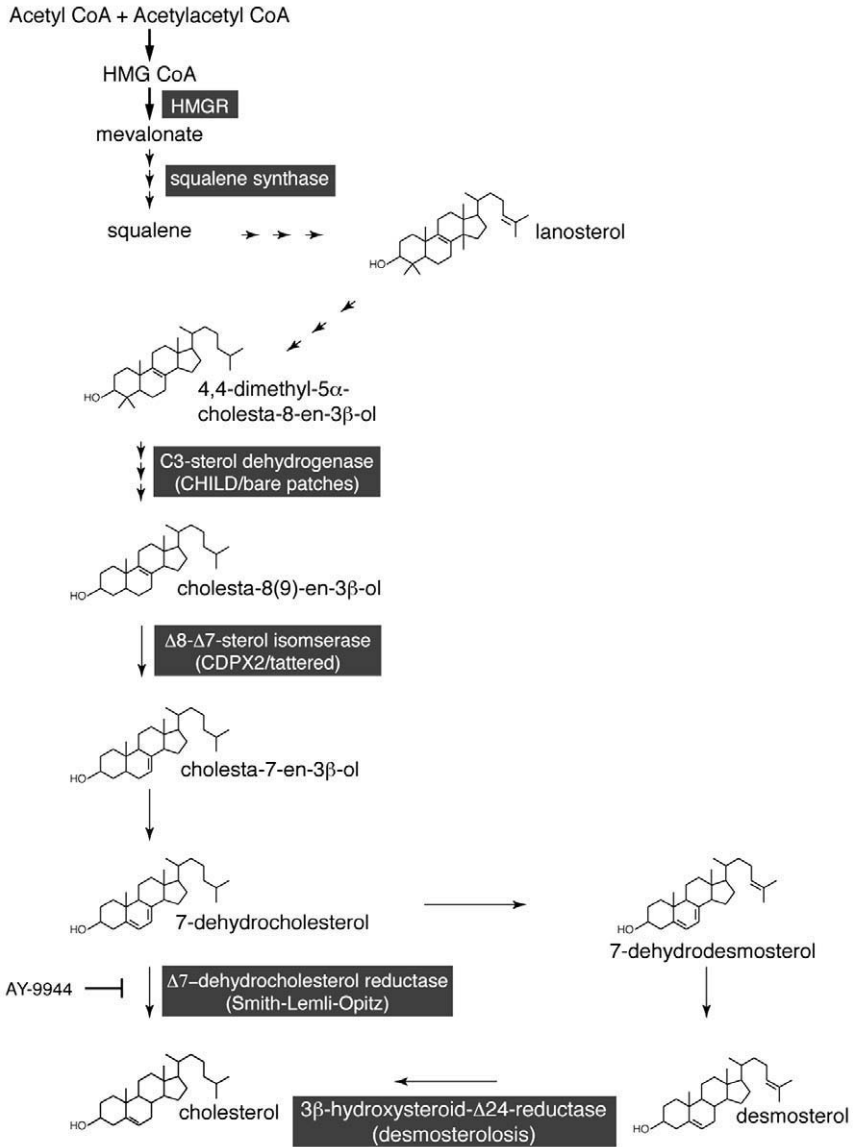 Acetyl CoA + Acetylacetyl CoA
HMG CoA
HMGR
mevalonate
squalene synthase
squalene
lanosterol
HO
4,4-dimethyl-5α-
cholesta-8-en-3β-ol
HO
C3-sterol dehydrogenase
(CHILD/bare patches)
cholesta-8(9)-en-3β-ol
HO
Δ8-Δ7-sterol isomserase
(CDPX2/tattered)
cholesta-7-en-3β-ol
HO
7-dehydrocholesterol
HO
HO
7-dehydrodesmosterol
AY-9944
Δ7–dehydrocholesterol reductase
(Smith-Lemli-Opitz)
cholesterol
HO
3β-hydroxysteroid-Δ24-reductase
(desmosterolosis)
HO
desmosterol